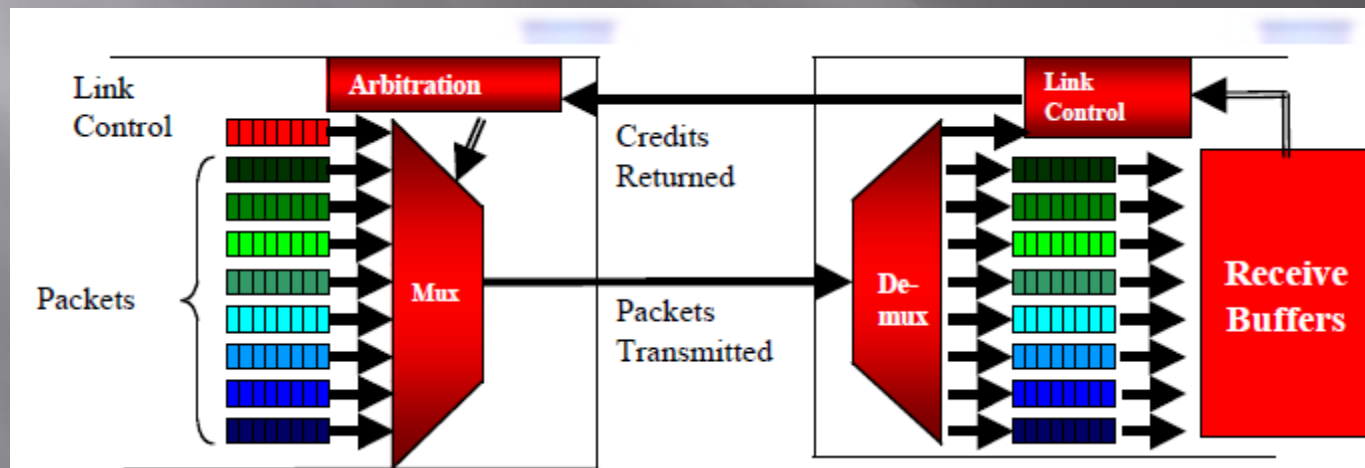 Link
Control
Arbitration
Link
Control
Credits
Returned
Packets
Mux
De-
mux
Receive
Buffers
Packets
Transmitted